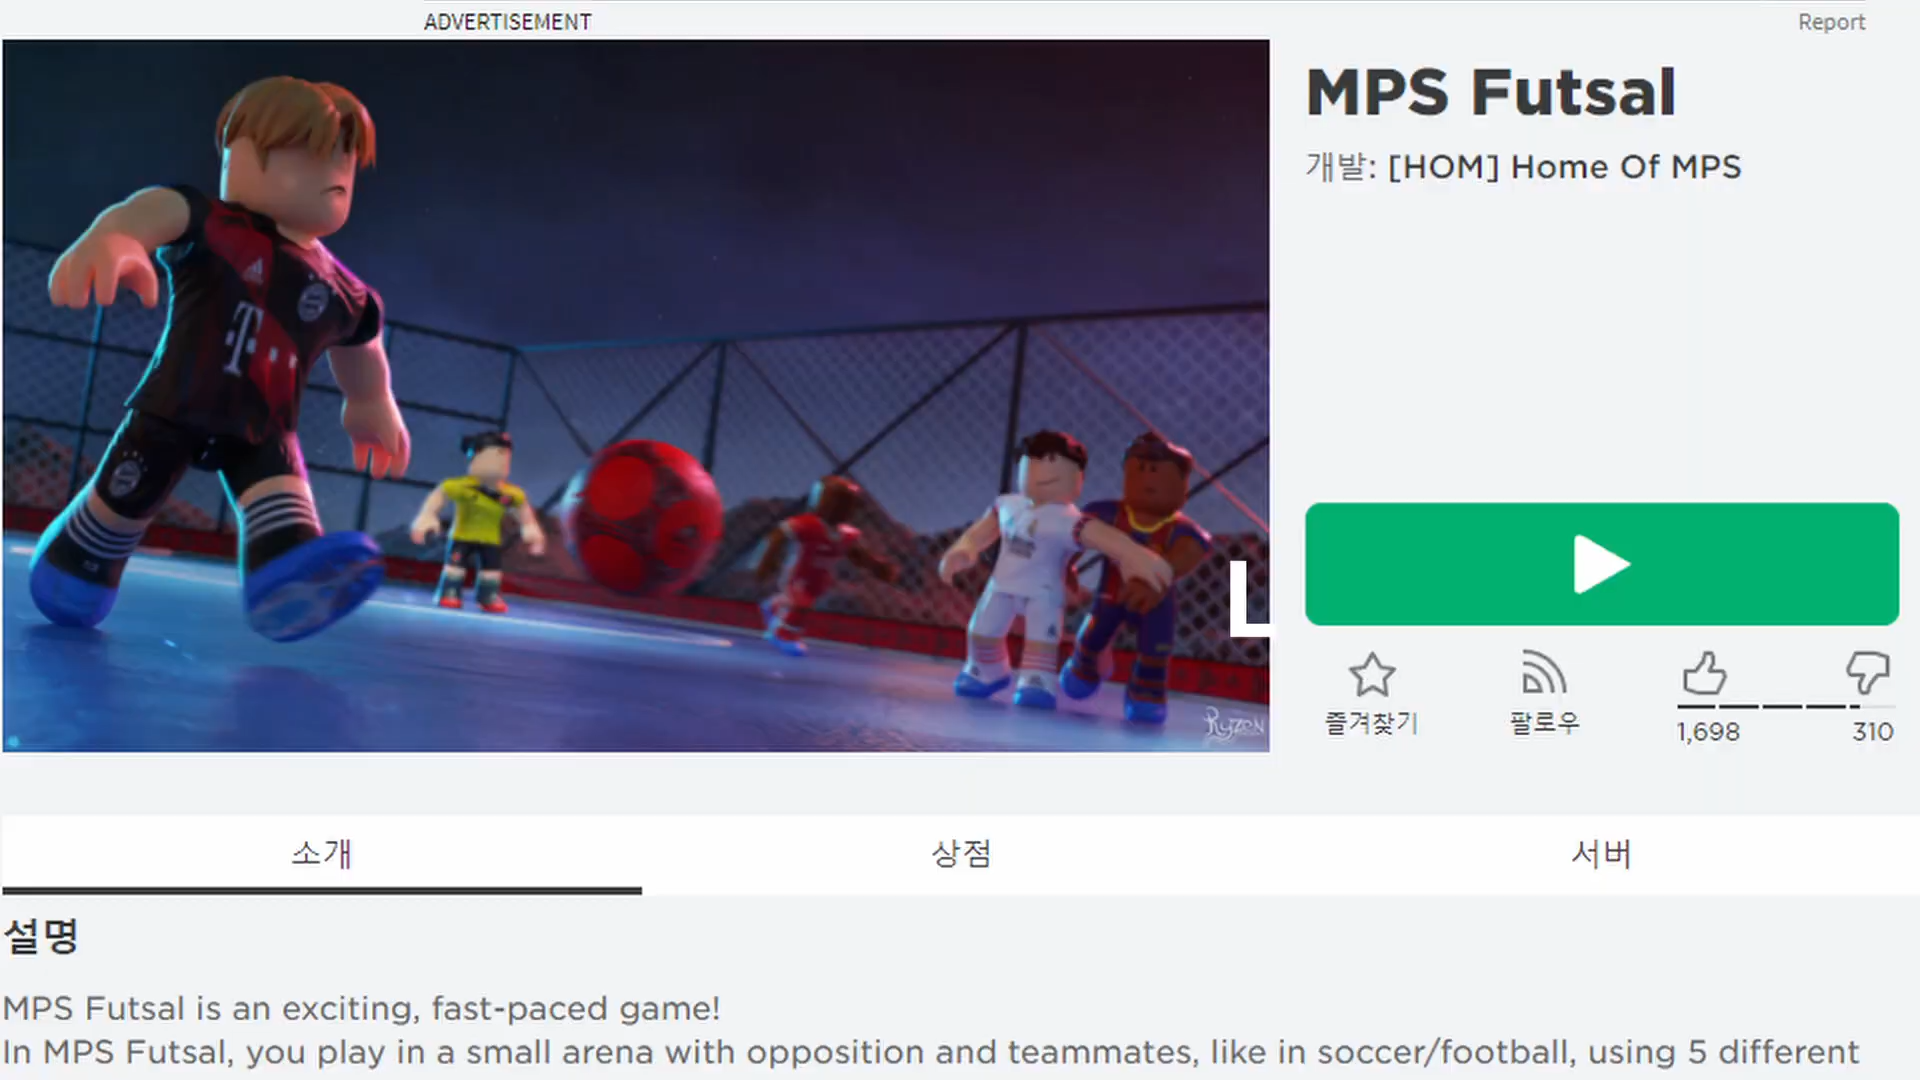 ADVERTISEMENT
Report
MPS Futsal
개발: [HOM] Home Of MPS
T
L
Ryzen
즐겨찾기
팔로우
1,698
310
소개
상점
서버
설명
MPS Futsal is an exciting, fast-paced game!
In MPS Futsal, you play in a small arena with opposition and teammates, like in soccer/football, using 5 different